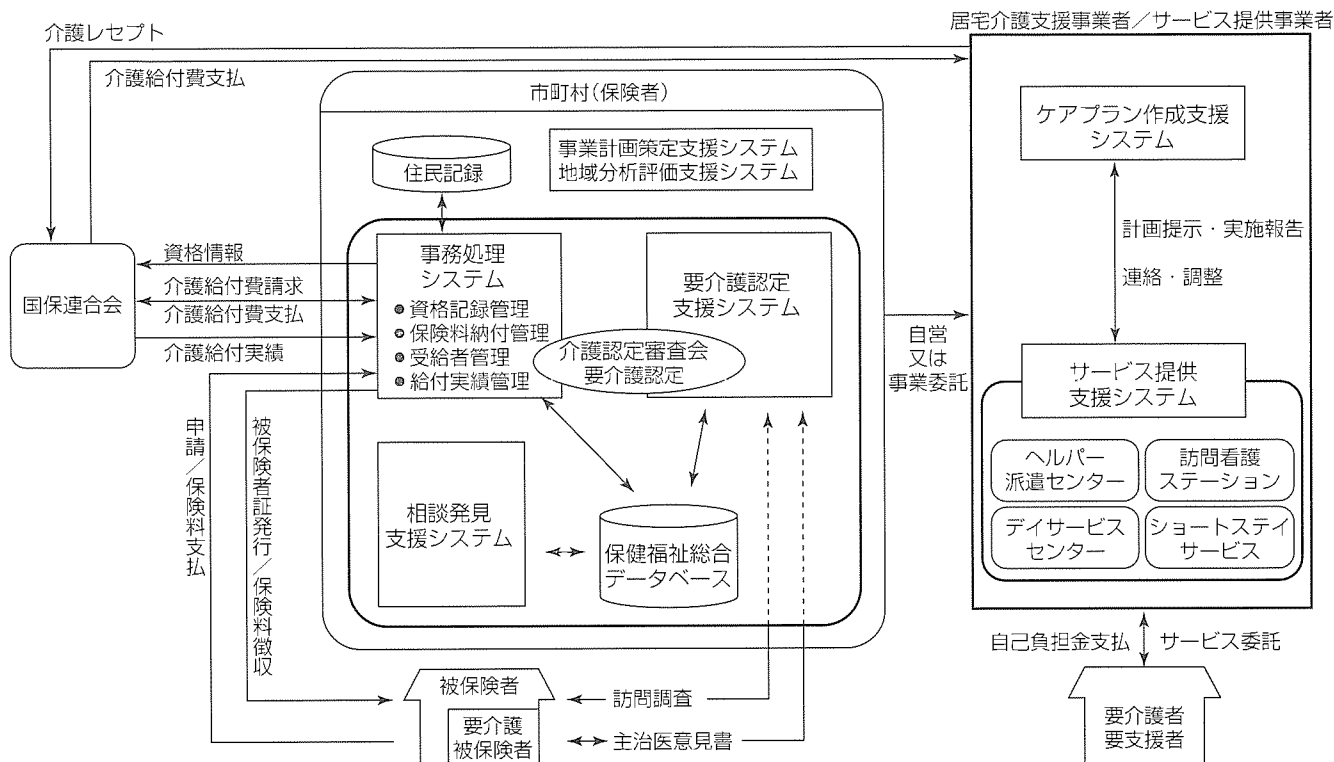 居宅介護支援事業者／サービス提供事業者
介護レセプト
介護給付費支払
市町村(保険者)
住民記録
事業計画策定支援システム
地域分析評価支援システム
ケアプラン作成支援
システム
計画提示・実施報告
連絡・調整
国保連合会
資格情報
介護給付費請求
介護給付費支払
介護給付実績
事務処理
システム
●資格記録管理
●保険料納付管理
●受給者管理
●給付実績管理
要介護認定
支援システム
介護認定審査会
要介護認定
自営
又は
事業委託
サービス提供
支援システム
ヘルパー
派遣センター
訪問看護
ステーション
デイサービス
センター
ショートステイ
サービス
申請／保険料支払
被保険者証発行／保険料徴収
相談発見
支援システム
保健福祉総合
データベース
自己負担金支払
サービス委託
被保険者
要介護
被保険者
訪問調査
主治医意見書
要介護者
要支援者